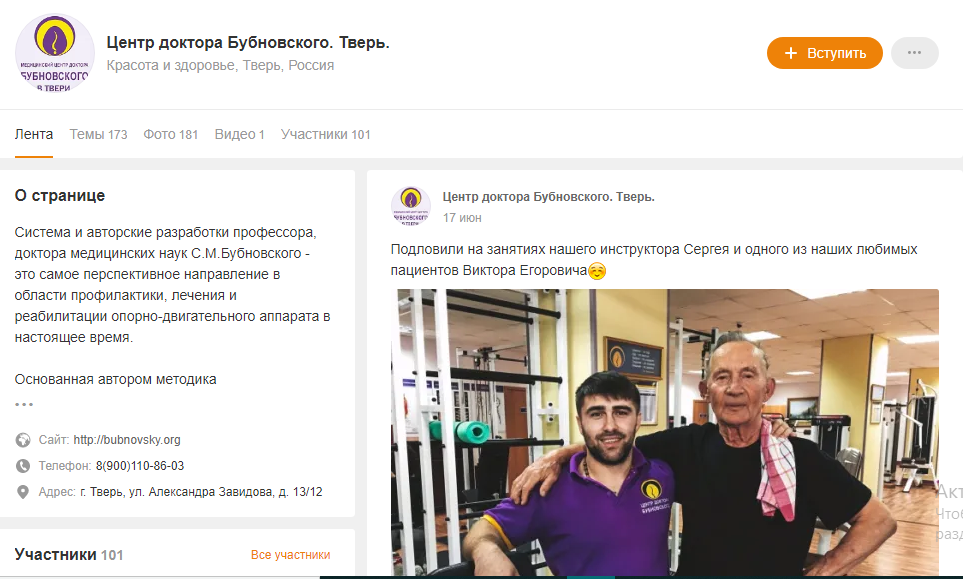 МЕДИЦИНСКИЙ ЦЕНТР ДОКТОРА
БУБНОВСКОГО
В ТВЕРИ
Центр доктора Бубновского. Тверь.
Красота и здоровье, Тверь, Россия
+ Вступить
Лента Темы 173 Фото 181 Видео 1 Участники 101
О странице
Система и авторские разработки профессора,
доктора медицинских наук С.М.Бубновского -
это самое перспективное направление в
области профилактики, лечения и
реабилитации опорно-двигательного аппарата в
настоящее время.
Основанная автором методика
...
Сайт: http://bubnovsky.org
Телефон: 8(900)110-86-03
Адрес: г. Тверь, ул. Александра Завидова, д. 13/12
Участники 101 Все участники
Центр доктора Бубновского. Тверь.
17 июн
Подловили на занятиях нашего инструктора Сергея и одного из наших любимых
пациентов Виктора Егоровича😊
ЦЕНТР ДОКТОРА
БУБНОВСКОГО
Акт
Чтоб
разд